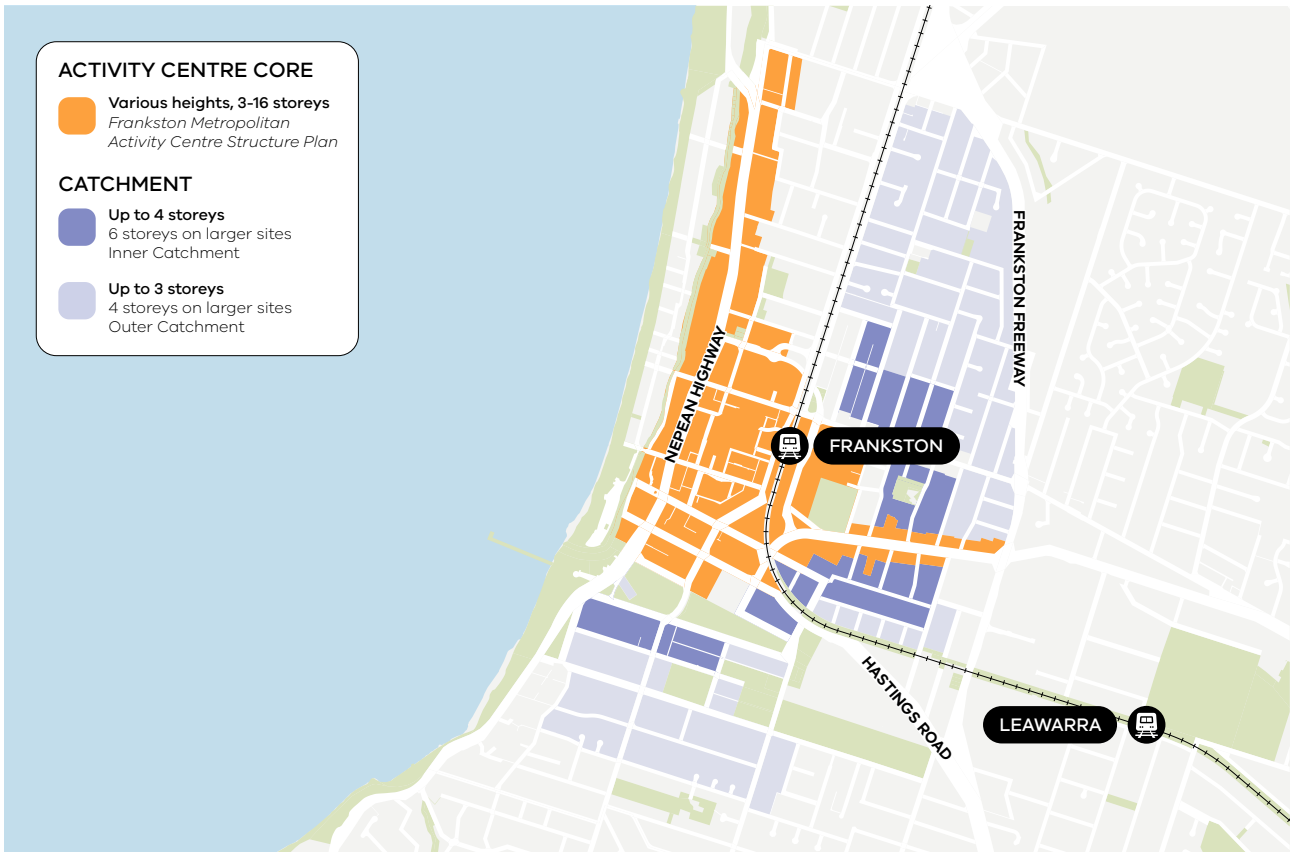 ACTIVITY CENTRE CORE
Various heights, 3-16 storeys
Frankston Metropolitan
Activity Centre Structure Plan
CATCHMENT
Up to 4 storeys
6 storeys on larger sites
Inner Catchment
Up to 3 storeys
4 storeys on larger sites
Outer Catchment
FRANKSTON FREEWAY
NEPEAN HIGHWAY
FRANKSTON
HASTINGS ROAD
LEAWARRA